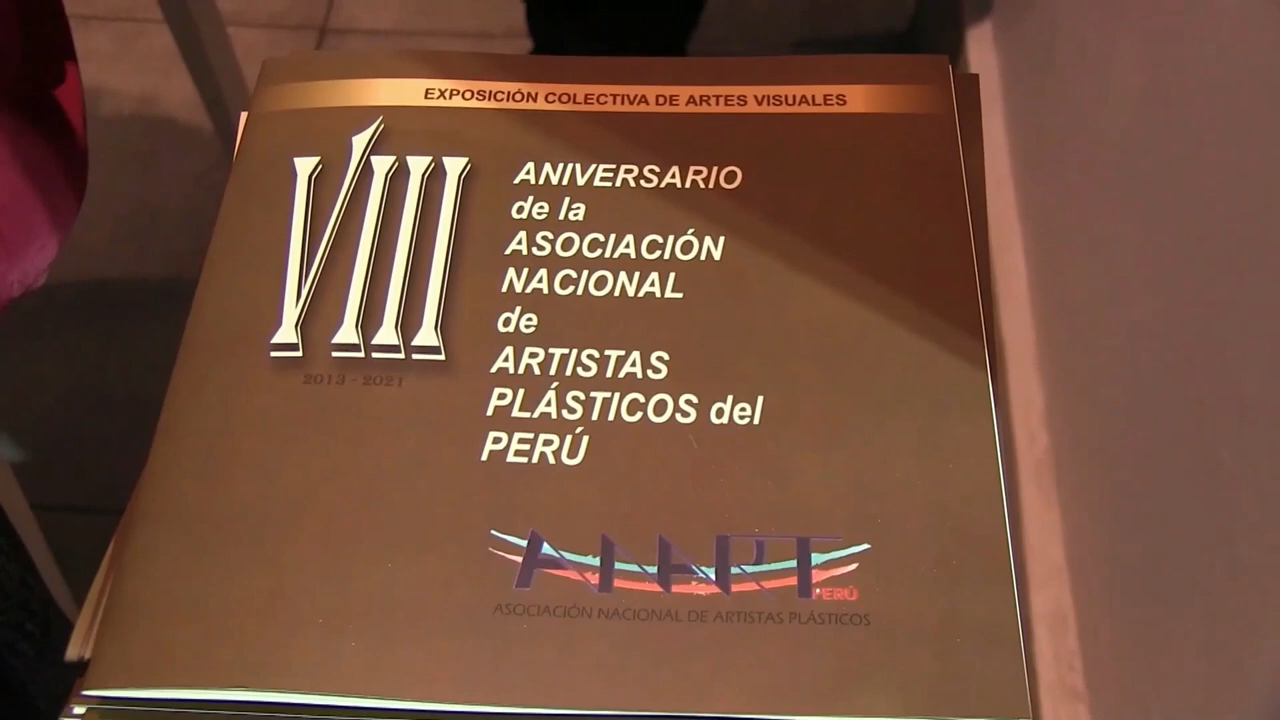 EXPOSICIÓN COLECTIVA DE ARTES VISUALES
VIII
2013 - 2021
ANIVERSARIO
de la
ASOCIACIÓN
NACIONAL
de
ARTISTAS
PLÁSTICOS del
PERÚ
ANART
PERÚ
ASOCIACIÓN NACIONAL DE ARTISTAS PLÁSTICOS